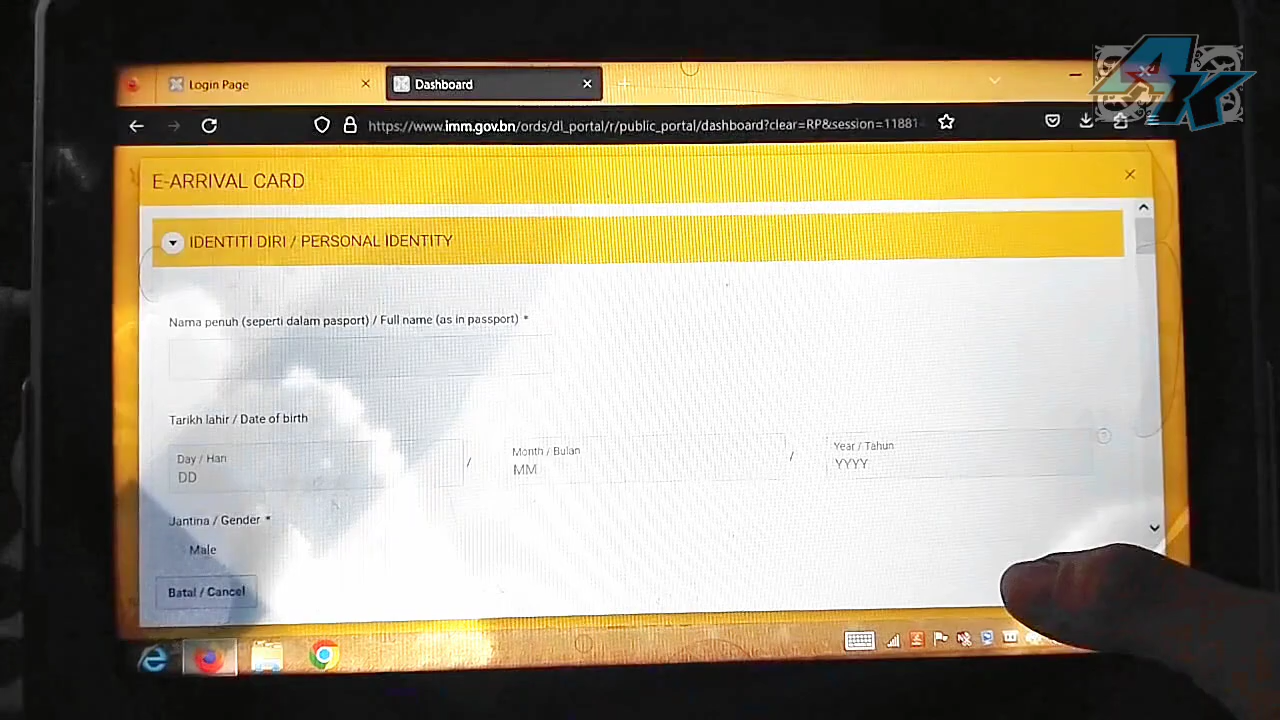 Login Page
Dashboard
https://www.imm.gov.bn/ords/dl_portal/r/public_portal/dashboard?clear=RP&session=11881
E-ARRIVAL CARD
IDENTITI DIRI / PERSONAL IDENTITY
Nama penuh (seperti dalam pasport) / Full name (as in passport) *
Tarikh lahir / Date of birth
Day / Hari
DD
/
Month / Bulan
MM
/
Year / Tahun
YYYY
Jantina / Gender *
Male
Batal / Cancel
AK